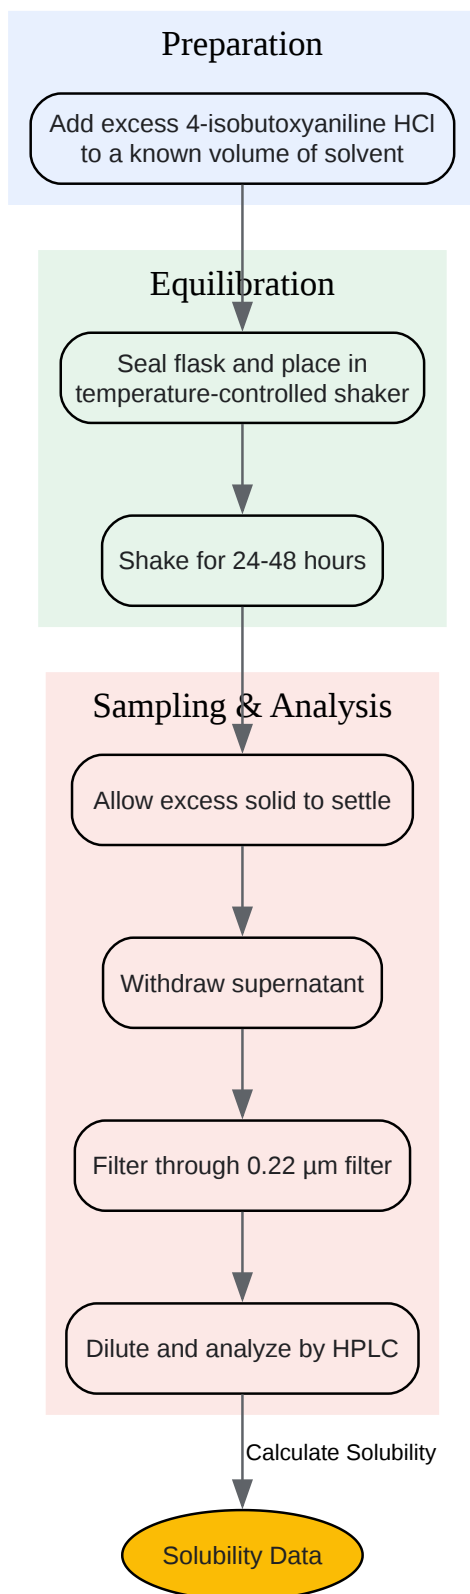 Preparation
Add excess 4-isobutoxyaniline HCl
to a known volume of solvent
Equilibration
Seal flask and place in
temperature-controlled shaker
Shake for 24-48 hours
Sampling & Analysis
Allow excess solid to settle
Withdraw supernatant
Filter through 0.22 µm filter
Dilute and analyze by HPLC
Calculate Solubility
Solubility Data